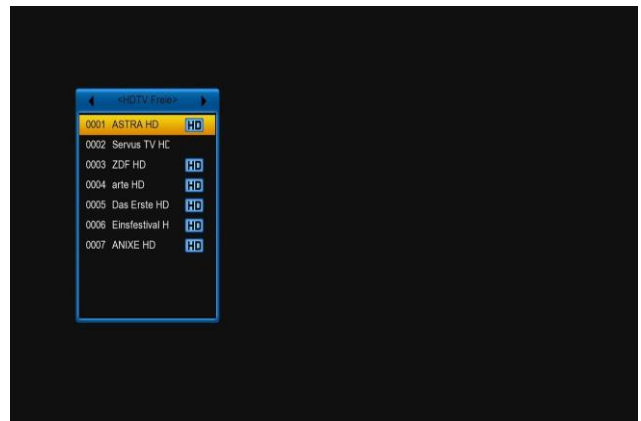 <HDTV Freie>
0001 ASTRA HD HD
0002 Servus TV HD
0003 ZDF HD HD
0004 arte HD HD
0005 Das Erste HD HD
0006 Einsfestival H HD
0007 ANIXE HD HD